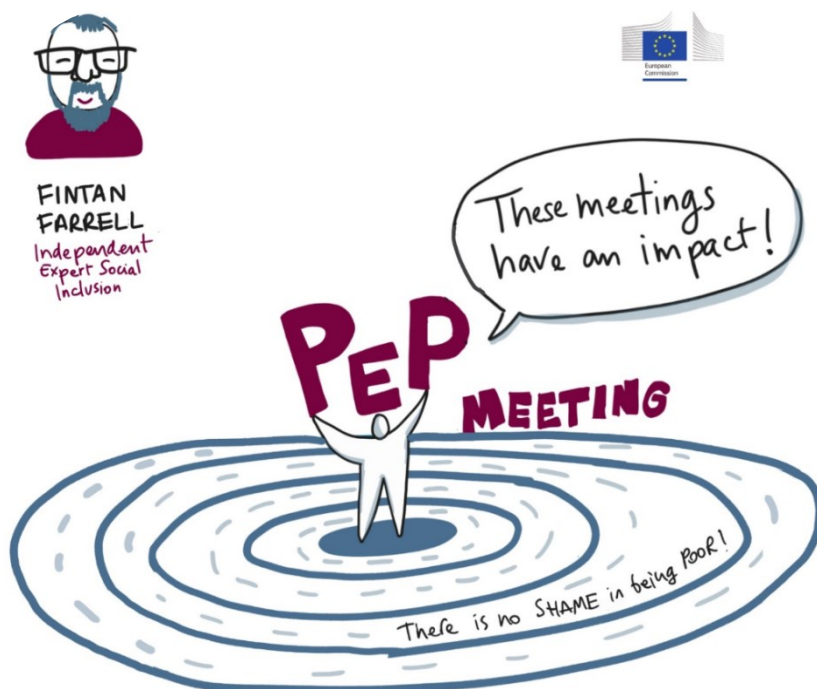 FINTAN
FARRELL
Independent
Expert Social
Inclusion
European
Commission
These meetings
have an impact!
PEP
MEETING
There is no SHAME in being POOR!